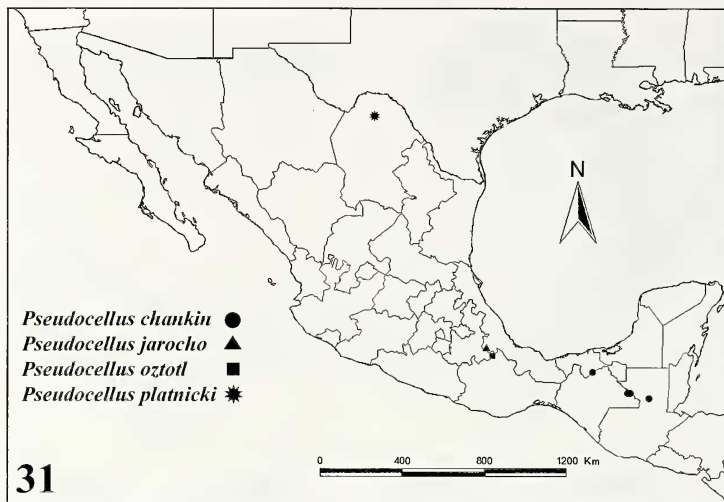 N
Pseudocellus chankin
Pseudocellus jarocho
Pseudocellus oztotl
Pseudocellus platnicki
0 400 800 1200 Km
31